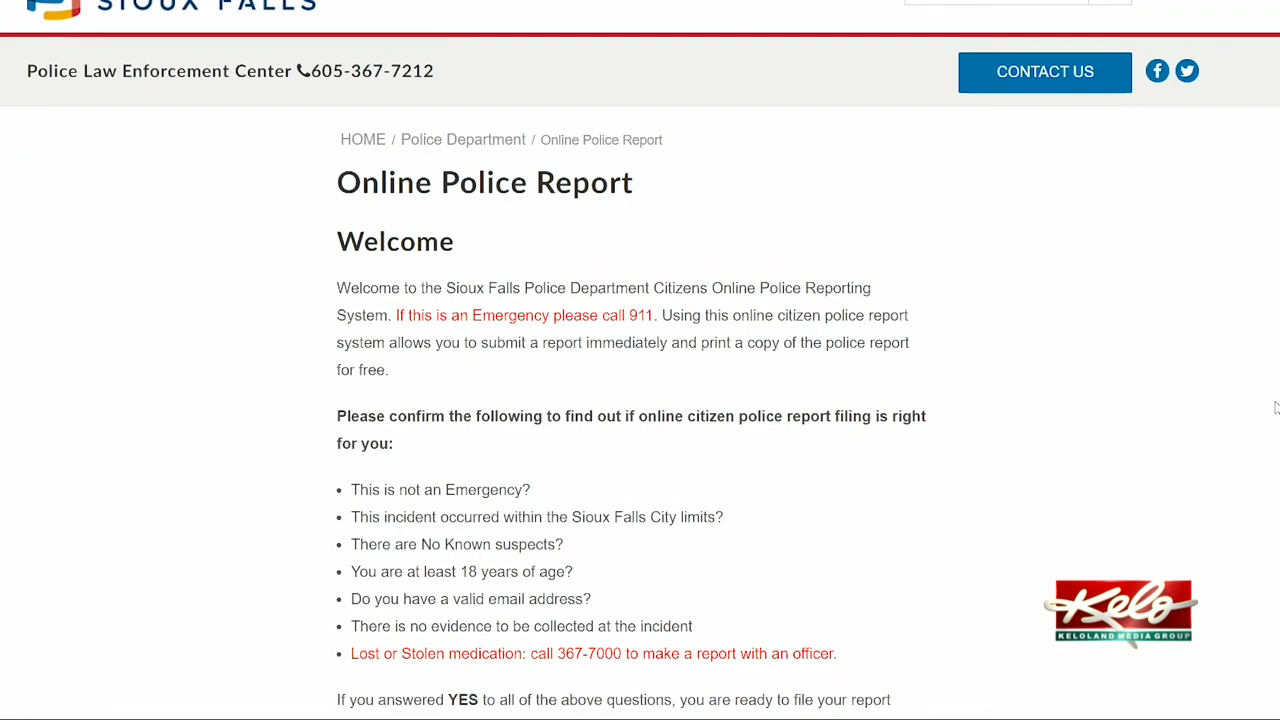 SIOUX FALLS
Police Law Enforcement Center 605-367-7212
CONTACT US
HOME / Police Department / Online Police Report
Online Police Report
Welcome
Welcome to the Sioux Falls Police Department Citizens Online Police Reporting
System. If this is an Emergency please call 911. Using this online citizen police report
system allows you to submit a report immediately and print a copy of the police report
for free.
Please confirm the following to find out if online citizen police report filing is right
for you:
• This is not an Emergency?
• This incident occurred within the Sioux Falls City limits?
• There are No Known suspects?
• You are at least 18 years of age?
• Do you have a valid email address?
• There is no evidence to be collected at the incident
• Lost or Stolen medication: call 367-7000 to make a report with an officer.
Kelo
KELOLAND MEDIA GROUP
If you answered YES to all of the above questions, you are ready to file your report